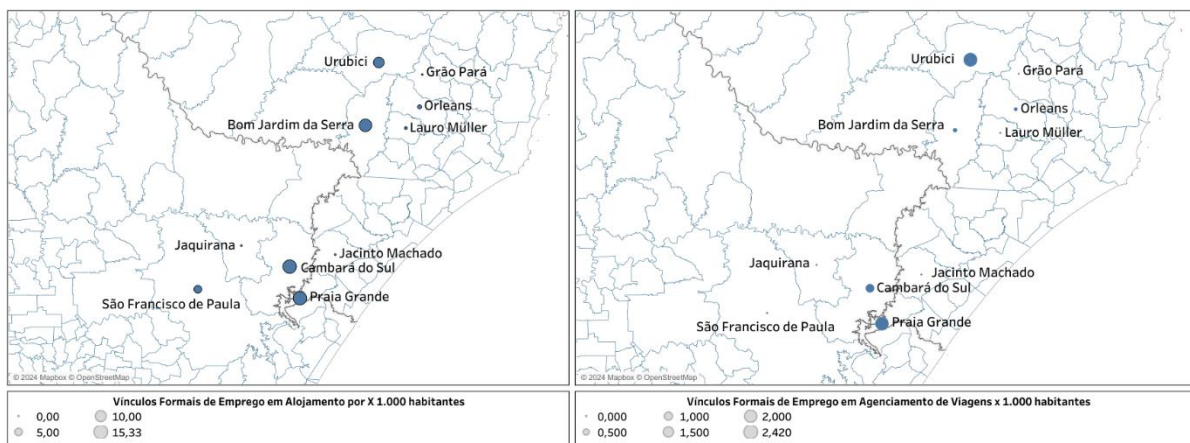 Urubici
Grão Pará
Orleans
Bom Jardim da Serra
Lauro Müller
Jaquirana
Jacinto Machado
Cambará do Sul
São Francisco de Paula
Praia Grande
© 2024 Mapbox © OpenStreetMap
Vínculos Formais de Emprego em Alojamento por X 1.000 habitantes
0,00 10,00
5,00 15,33
Urubici
Grão Pará
Orleans
Bom Jardim da Serra
Lauro Müller
Jaquirana
Jacinto Machado
Cambará do Sul
São Francisco de Paula
Praia Grande
© 2024 Mapbox © OpenStreetMap
Vínculos Formais de Emprego em Agenciamento de Viagens x 1.000 habitantes
0,000 1,000 2,000
0,500 1,500 2,420